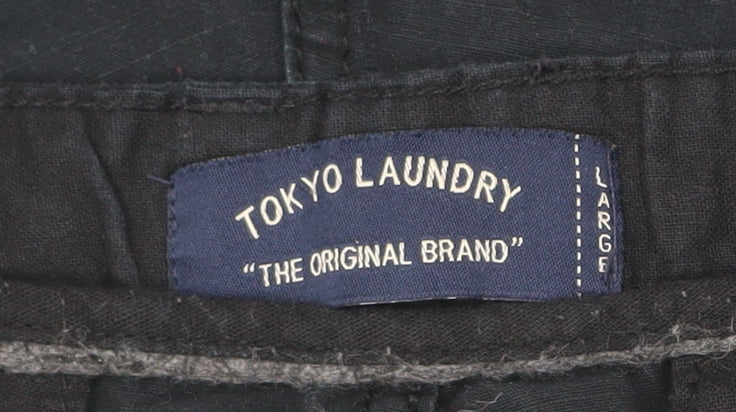 TOKYO LAUNDRY
"THE ORIGINAL BRAND"
LARGE